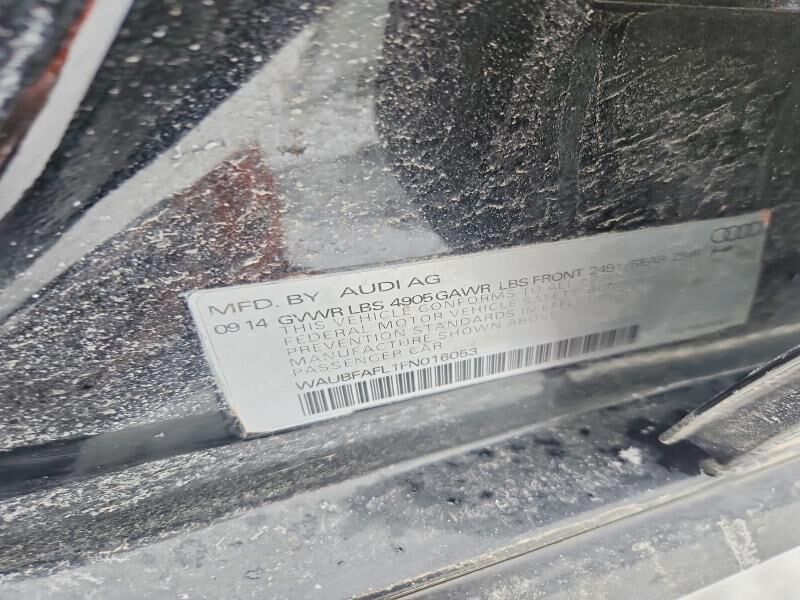 MFD. BY AUDI AG
09 14 GVWR LBS 4905 GAWR LBS FRONT 2491 / REAR
THIS VEHICLE CONFORMS TO ALL
FEDERAL MOTOR VEHICLE SAFETY
PREVENTION STANDARDS IN EFFECT
MANUFACTURE SHOWN ABOVE
PASSENGER CAR
WAUBFAFL1FN016053